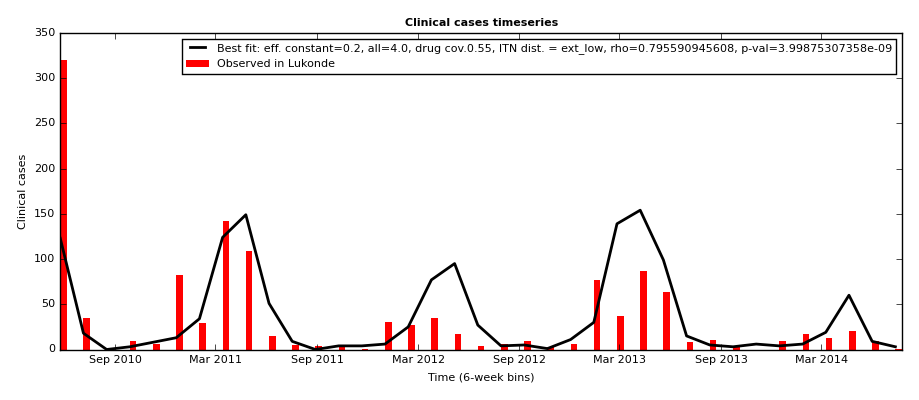 Clinical cases timeseries
Best fit: eff. constant=0.2, all=4.0, drug cov.0.55, ITN dist. = ext_low, rho=0.795590945608, p-val=3.99875307358e-09
Observed in Lukonde
Clinical cases
350
300
250
200
150
100
50
0
Sep 2010 Mar 2011 Sep 2011 Mar 2012 Sep 2012 Mar 2013 Sep 2013 Mar 2014
Time (6-week bins)